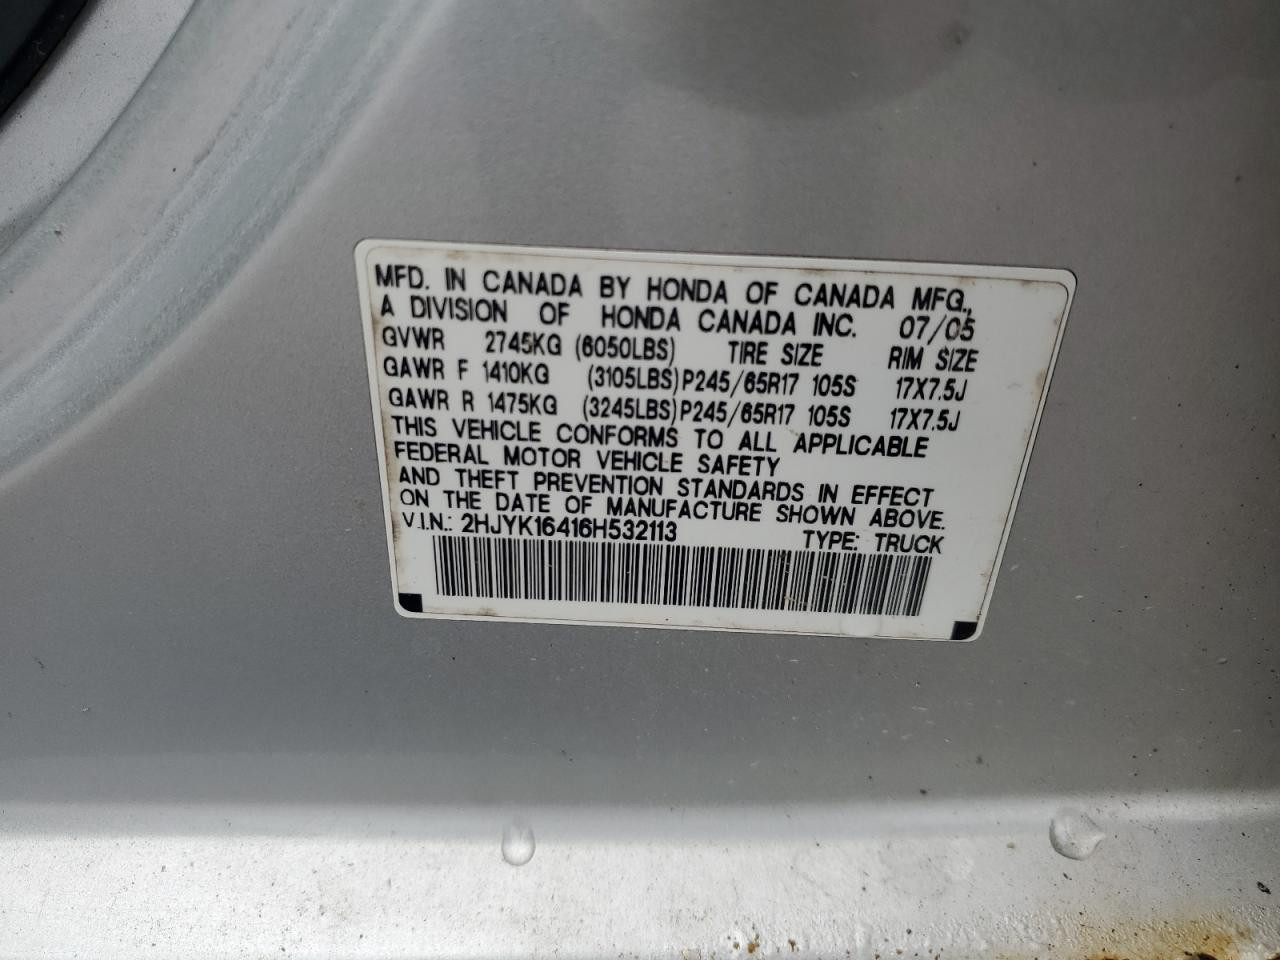 MFD. IN CANADA BY HONDA OF CANADA MFG.,
A DIVISION OF HONDA CANADA INC. 07/05
GVWR 2745KG (6050LBS) TIRE SIZE RIM SIZE
GAWR F 1410KG (3105LBS) P245/65R17 105S 17X7.5J
GAWR R 1475KG (3245LBS) P245/65R17 105S 17X7.5J
THIS VEHICLE CONFORMS TO ALL APPLICABLE
FEDERAL MOTOR VEHICLE SAFETY
AND THEFT PREVENTION STANDARDS IN EFFECT
ON THE DATE OF MANUFACTURE SHOWN ABOVE.
V.I.N.: 2HJYK16416H532113 TYPE: TRUCK